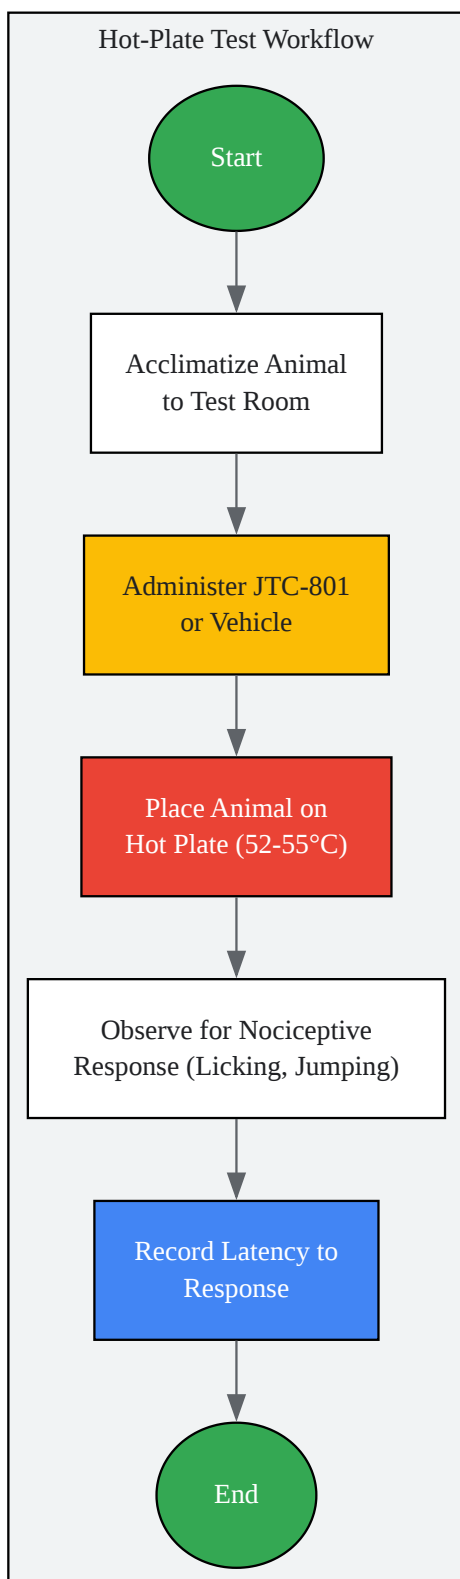 Hot-Plate Test Workflow
Start
Acclimatize Animal
to Test Room
Administer JTC-801
or Vehicle
Place Animal on
Hot Plate (52-55°C)
Observe for Nociceptive
Response (Licking, Jumping)
Record Latency to
Response
End